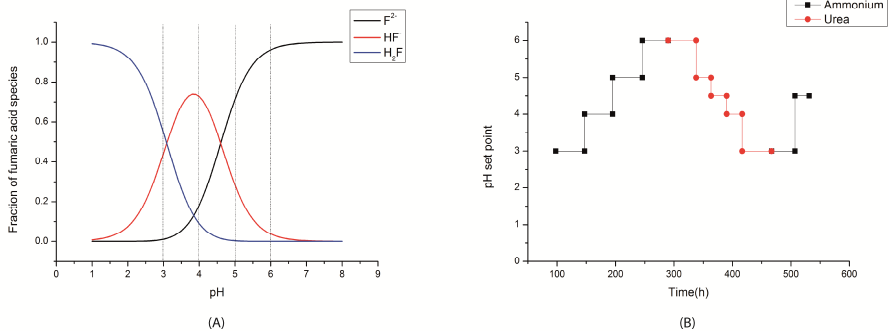 F2-
HF
H2F
Fraction of fumaric acid species
1.0
0.8
0.6
0.4
0.2
0.0
0 1 2 3 4 5 6 7 8 9
pH
(A)
Ammonium
Urea
pH set point
6
5
4
3
2
1
0
100 200 300 400 500 600
Time(h)
(B)